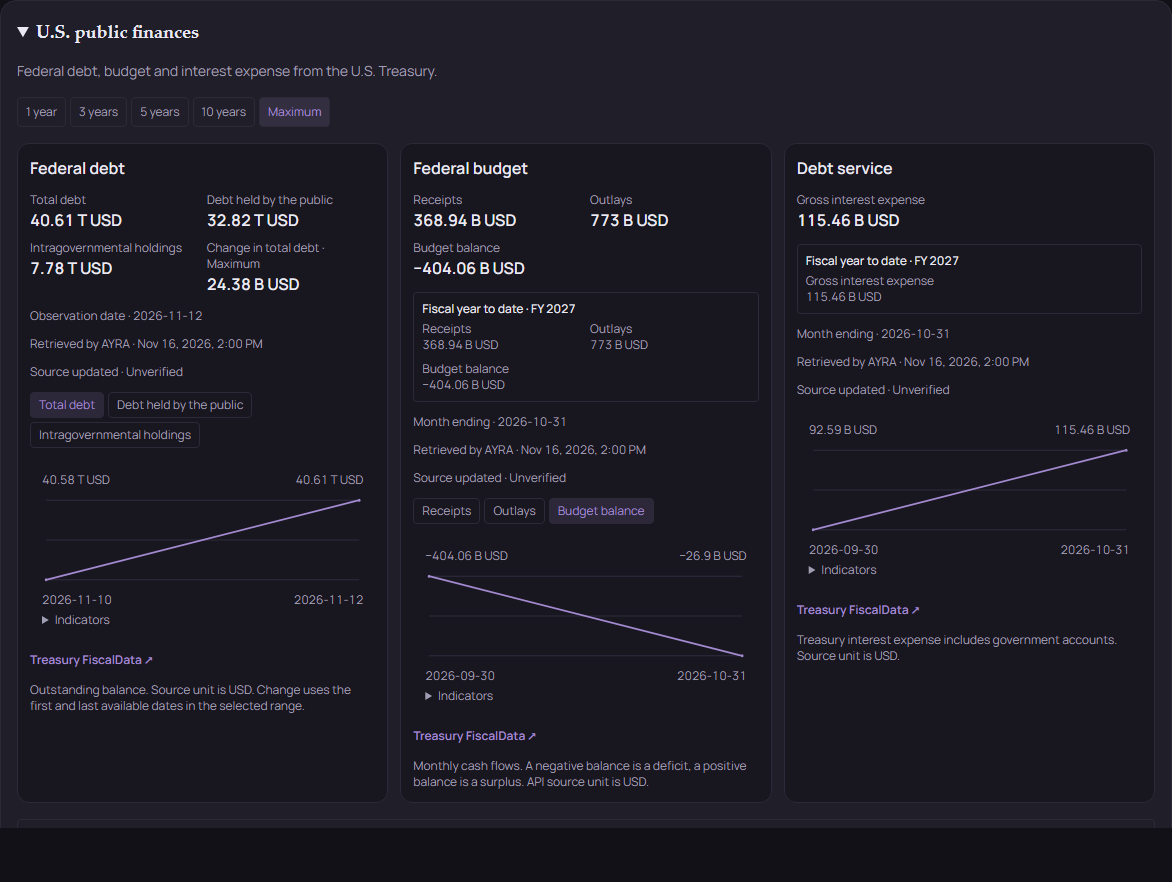 ▼ U.S. public finances
Federal debt, budget and interest expense from the U.S. Treasury.
1 year 3 years 5 years 10 years Maximum
Federal debt
Total debt Debt held by the public
40.61 T USD 32.82 T USD
Intragovernmental holdings Change in total debt ·
Maximum
7.78 T USD
24.38 B USD
Observation date · 2026-11-12
Retrieved by AYRA · Nov 16, 2026, 2:00 PM
Source updated · Unverified
Total debt Debt held by the public
Intragovernmental holdings
40.58 T USD 40.61 T USD
2026-11-10 2026-11-12
▶ Indicators
Treasury FiscalData ↗
Outstanding balance. Source unit is USD. Change uses the
first and last available dates in the selected range.
Federal budget
Receipts Outlays
368.94 B USD 773 B USD
Budget balance
−404.06 B USD
Fiscal year to date · FY 2027
Receipts Outlays
368.94 B USD 773 B USD
Budget balance
−404.06 B USD
Month ending · 2026-10-31
Retrieved by AYRA · Nov 16, 2026, 2:00 PM
Source updated · Unverified
Receipts Outlays Budget balance
−404.06 B USD −26.9 B USD
2026-09-30 2026-10-31
▶ Indicators
Treasury FiscalData ↗
Monthly cash flows. A negative balance is a deficit, a positive
balance is a surplus. API source unit is USD.
Debt service
Gross interest expense
115.46 B USD
Fiscal year to date · FY 2027
Gross interest expense
115.46 B USD
Month ending · 2026-10-31
Retrieved by AYRA · Nov 16, 2026, 2:00 PM
Source updated · Unverified
92.59 B USD 115.46 B USD
2026-09-30 2026-10-31
▶ Indicators
Treasury FiscalData ↗
Treasury interest expense includes government accounts.
Source unit is USD.